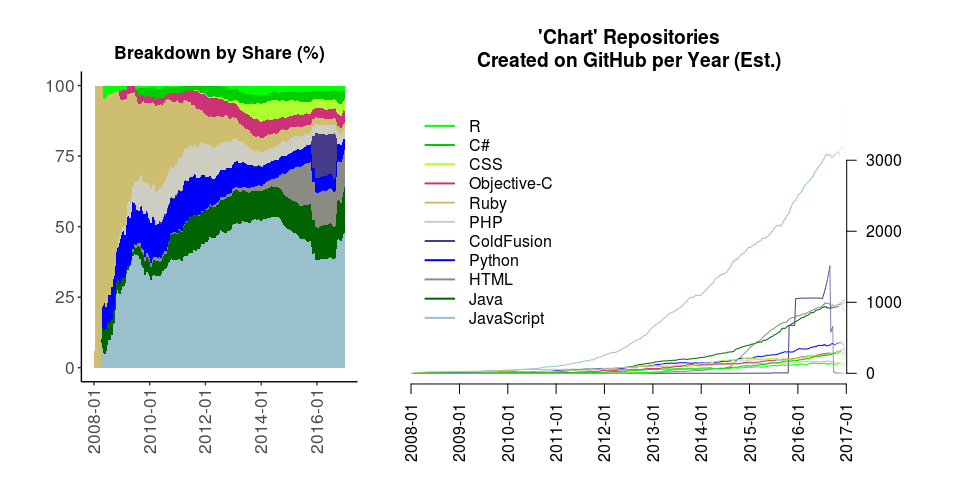 Breakdown by Share (%)
100
75
50
25
0
2008-01
2010-01
2012-01
2014-01
2016-01
'Chart' Repositories
Created on GitHub per Year (Est.)
R
C#
CSS
Objective-C
Ruby
PHP
ColdFusion
Python
HTML
Java
JavaScript
3000
2000
1000
0
2008-01
2009-01
2010-01
2011-01
2012-01
2013-01
2014-01
2015-01
2016-01
2017-01